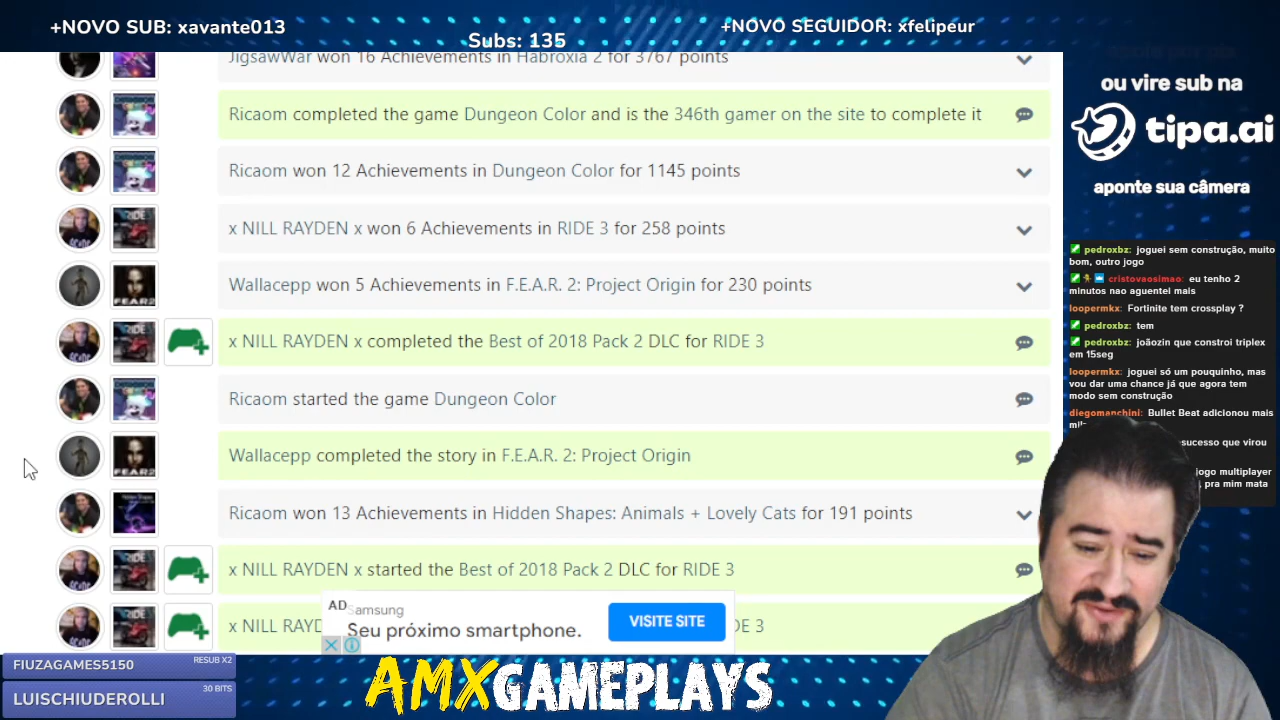 +NOVO SUB: xavante013
Subs: 135
+NOVO SEGUIDOR: xfelipeur
JigsawWar won 16 Achievements in Habroxia 2 for 3767 points
Ricaom completed the game Dungeon Color and is the 346th gamer on the site to complete it
Ricaom won 12 Achievements in Dungeon Color for 1145 points
x NILL RAYDEN x won 6 Achievements in RIDE 3 for 258 points
Wallacepp won 5 Achievements in F.E.A.R. 2: Project Origin for 230 points
x NILL RAYDEN x completed the Best of 2018 Pack 2 DLC for RIDE 3
Ricaom started the game Dungeon Color
Wallacepp completed the story in F.E.A.R. 2: Project Origin
Ricaom won 13 Achievements in Hidden Shapes: Animals + Lovely Cats for 191 points
x NILL RAYDEN x started the Best of 2018 Pack 2 DLC for RIDE 3
x NILL RAYD
DE 3
AD Samsung
Seu próximo smartphone.
VISITE SITE
ou vire sub na
tipa.ai
aponte sua câmera
pedroxbz: joguei sem construção, muito
bom, outro jogo
cristovaosimao: eu tenho 2
minutos nao aguentei mais
loopermkx: Fortinite tem crossplay ?
pedroxbz: tem
pedroxbz: joãozin que constroi triplex
em 15seg
loopermkx: joguei só um pouquinho, mas
vou dar uma chance já que agora tem
modo sem construção
diegomanchini: Bullet Beat adicionou mais
sucesso que virou
jogo multiplayer
, pra mim mata
FIUZAGAMES5150
RESUB X2
LUISCHIUDEROLLI
30 BITS
AMXGAMEPLAYS